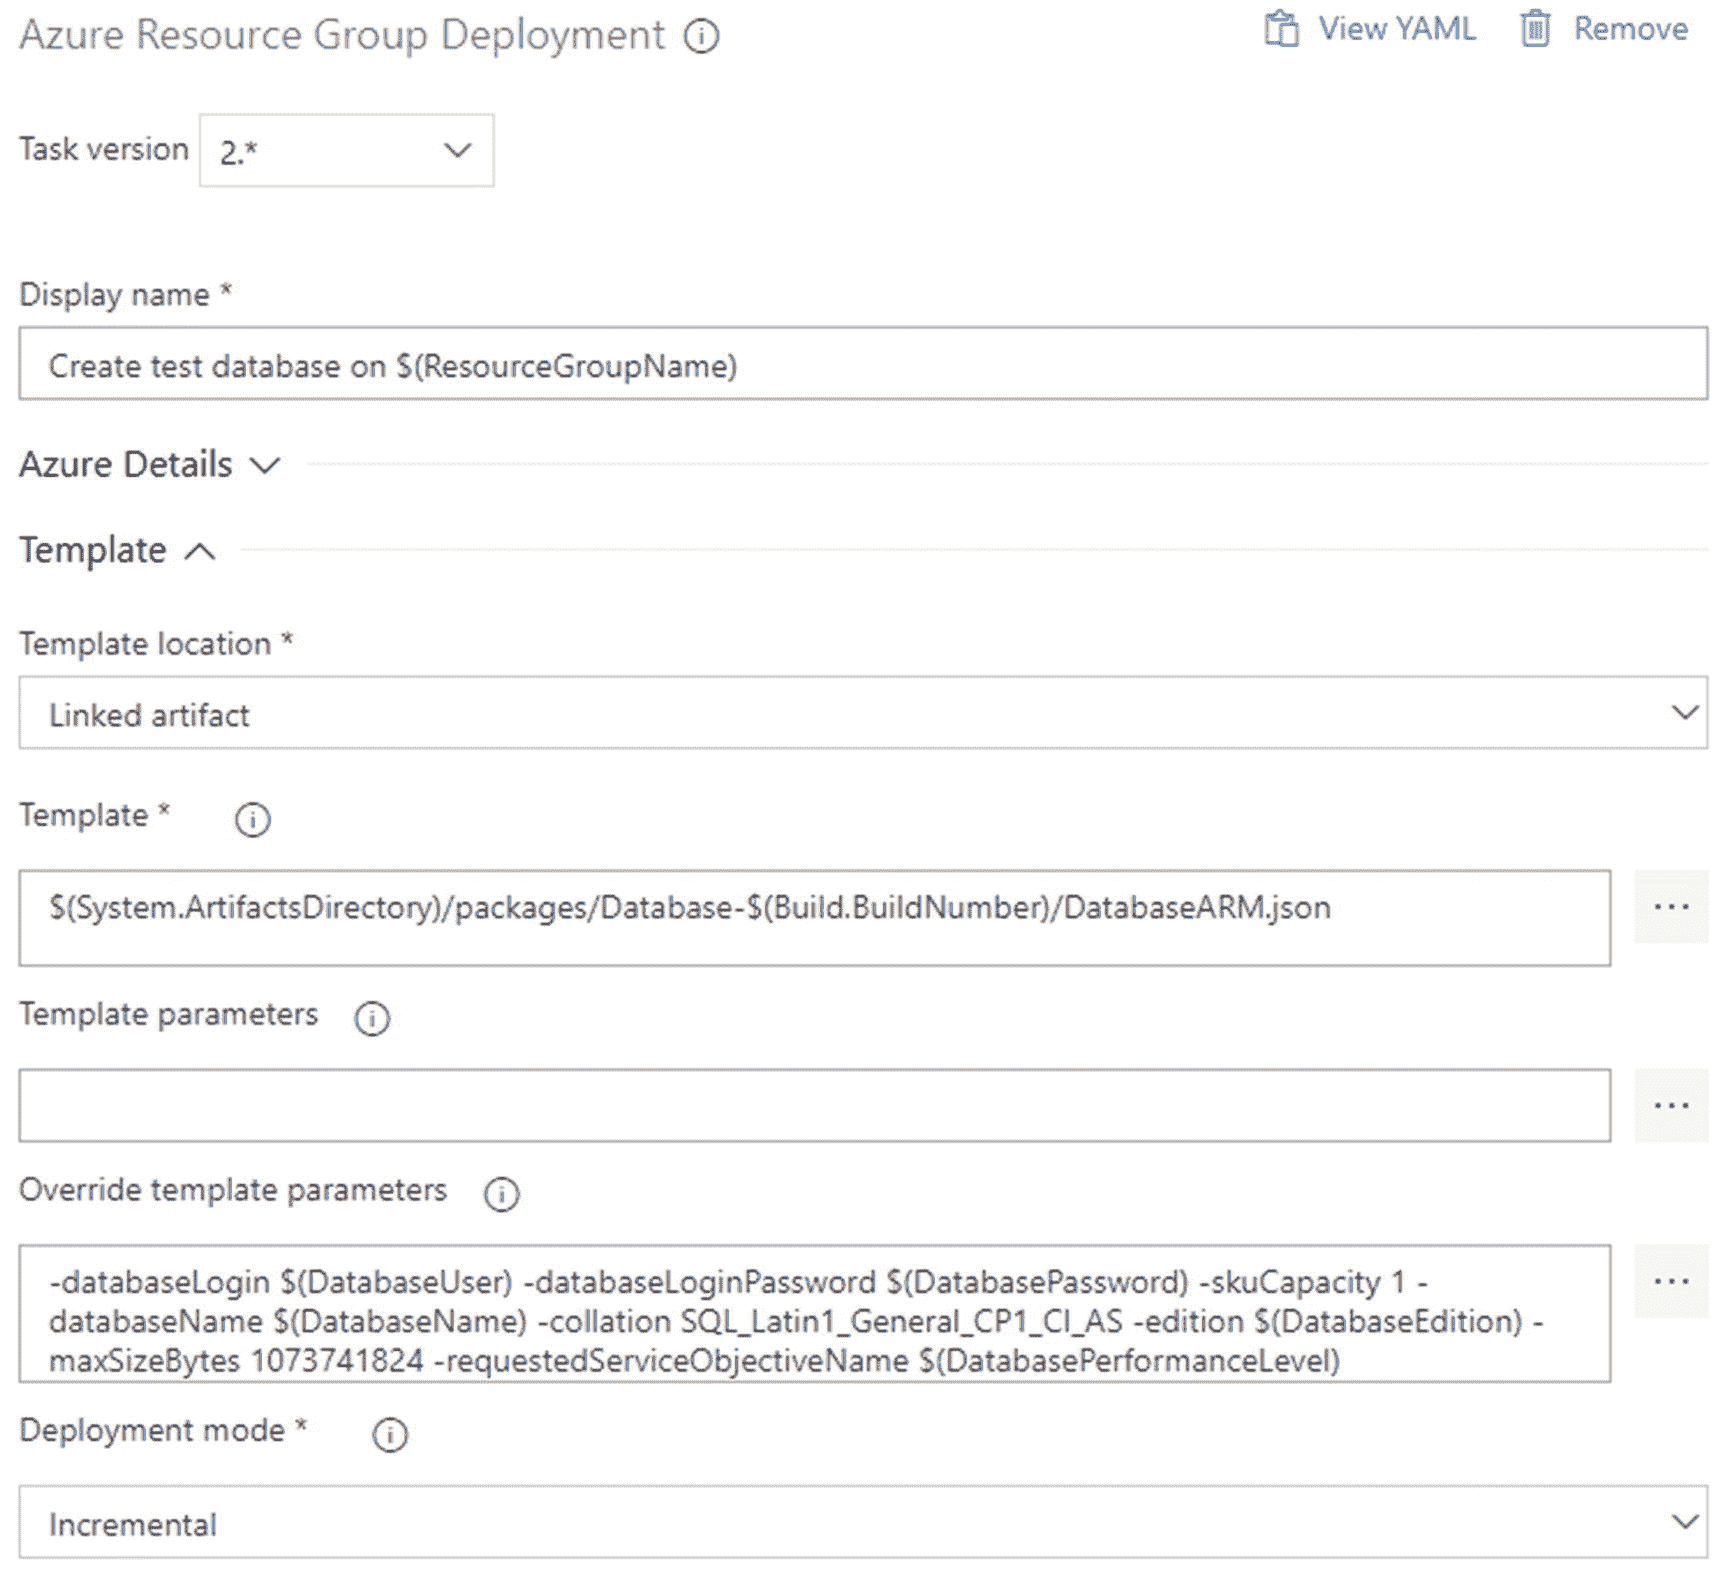 Azure Resource Group Deployment
View YAML
Remove
Task version
2.*
Display name *
Create test database on $(ResourceGroupName)
Azure Details
Template
Template location *
Linked artifact
Template *
$(System.ArtifactsDirectory)/packages/Database-$(Build.BuildNumber)/DatabaseARM.json
...
Template parameters
...
Override template parameters
-databaseLogin $(DatabaseUser) -databaseLoginPassword $(DatabasePassword) -skuCapacity 1 -
databaseName $(DatabaseName) -collation SQL_Latin1_General_CP1_CI_AS -edition $(DatabaseEdition) -
maxSizeBytes 1073741824 -requestedServiceObjectiveName $(DatabasePerformanceLevel)
...
Deployment mode *
Incremental